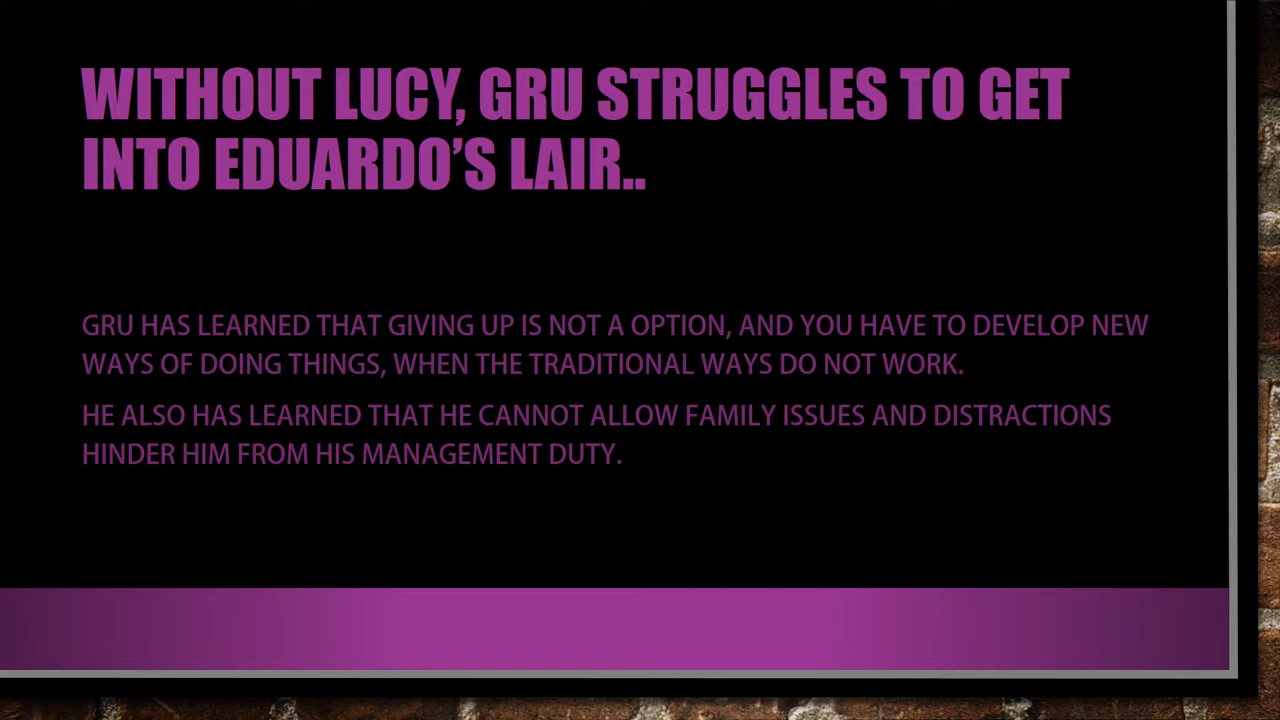 WITHOUT LUCY, GRU STRUGGLES TO GET
INTO EDUARDO’S LAIR..
GRU HAS LEARNED THAT GIVING UP IS NOT A OPTION, AND YOU HAVE TO DEVELOP NEW
WAYS OF DOING THINGS, WHEN THE TRADITIONAL WAYS DO NOT WORK.
HE ALSO HAS LEARNED THAT HE CANNOT ALLOW FAMILY ISSUES AND DISTRACTIONS
HINDER HIM FROM HIS MANAGEMENT DUTY.